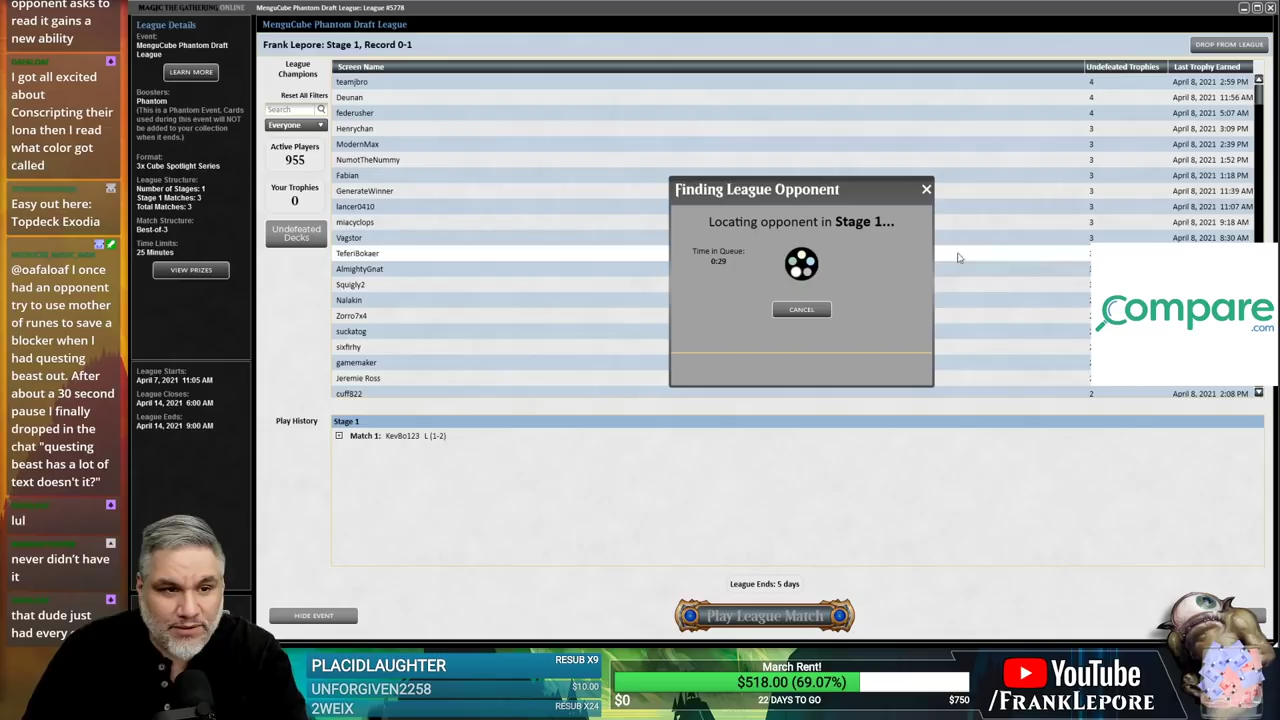 opponent asks to
read it gains a
new ability
I got all excited
about
Conscripting their
oma then I read
what color got
called
Easy out here:
Topdeck Exodia
@oafaloaf I once
had an opponent
try to use mother
of runes to save a
blocker when I
had questing
beast out. After
about a 30 second
pause I finally
dropped in the
chat "questing
beast has a lot of
text doesn't it?"
lul
never didn't have
it
that dude just
had every
MAGIC THE GATHERING ONLINE
MenguCube Phantom Draft League: League #5778
League Details
Event:
MenguCube Phantom Draft
League
LEARN MORE
Boosters:
Phantom
(This is a Phantom Event. Cards
used during this event will NOT
be added to your collection
when it ends.)
Format:
3x Cube Spotlight Series
League Structure:
Number of Stages: 1
Stage 1 Matches: 3
Total Matches: 3
Match Structure:
Best-of-3
Time Limits:
25 Minutes
VIEW PRIZES
League Starts:
April 7, 2021 11:05 AM
League Closes:
April 14, 2021 6:00 AM
League Ends:
April 14, 2021 9:00 AM
MenguCube Phantom Draft League
Frank Lepore: Stage 1, Record 0-1
DROP FROM LEAGUE
League
Champions
Reset All Filters
Search
Everyone
Active Players
955
Your Trophies
0
Undefeated
Decks
Screen Name Undefeated Trophies Last Trophy Earned
teamjbro 4 April 8, 2021 2:59 PM
Deunan 4 April 8, 2021 11:56 AM
federusher 4 April 8, 2021 5:07 AM
Henrychan 3 April 8, 2021 3:09 PM
ModernMax 3 April 8, 2021 2:39 PM
NumotTheNummy 3 April 8, 2021 1:52 PM
Fabian 3 April 8, 2021 1:18 PM
GenerateWinner 3 April 8, 2021 11:39 AM
lancer0410 3 April 8, 2021 11:07 AM
miacyclops 3 April 8, 2021 9:18 AM
Vagstor 3 April 8, 2021 8:30 AM
TeferiBokaer
AlmightyGnat
Squigly2
Nalakin
Zorro7x4
suckatog
sixfirhy
gamemaker
Jeremie Ross
cuff822 2 April 8, 2021 2:08 PM
Finding League Opponent
Locating opponent in Stage 1...
Time in Queue:
0:29
CANCEL
Compare
.com
Play History
Stage 1
Match 1: KevBo123 L (1-2)
League Ends: 5 days
HIDE EVENT
Play League Match
PLACIDLAUGHTER RESUB X9
UNFORGIVEN2258 $10.00
2WEIX RESUB X24
March Rent!
$518.00 (69.07%)
$0 22 DAYS TO GO $750
YouTube
/FRANKLEPORE